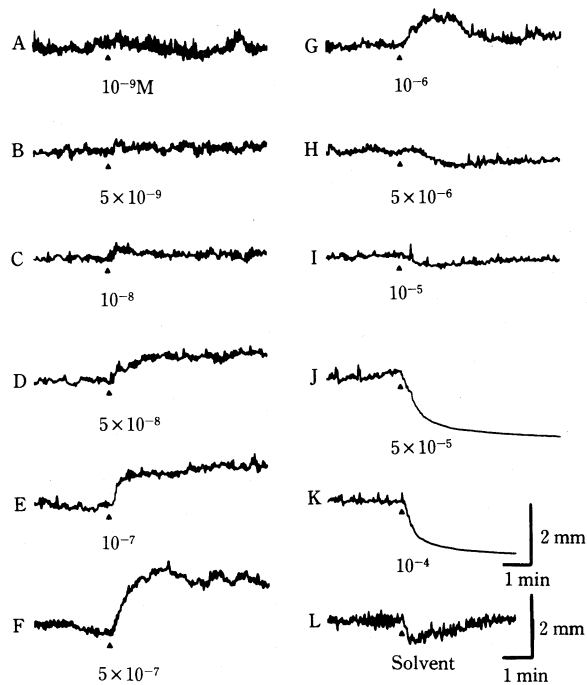 A
10⁻⁹M
B
5×10⁻⁹
C
10⁻⁸
D
5×10⁻⁸
E
10⁻⁷
F
5×10⁻⁷
G
10⁻⁶
H
5×10⁻⁶
I
10⁻⁵
J
5×10⁻⁵
K
10⁻⁴
2 mm
1 min
L
Solvent
2 mm
1 min